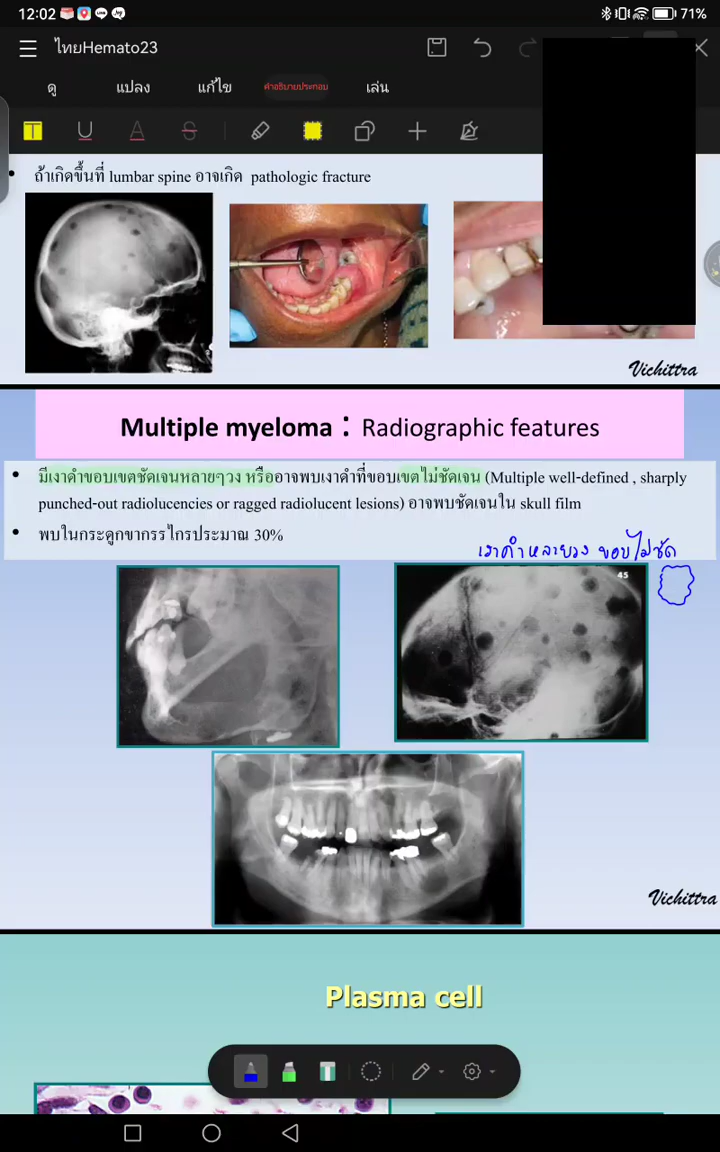 12:02
71%
ไทยHemato23
ดู แปลง แก้ไข คำอธิบายประกอบ เล่น
• ถ้าเกิดขึ้นที่ lumbar spine อาจเกิด pathologic fracture
Vichittra
Multiple myeloma : Radiographic features
• มีเงาดำขอบเขตชัดเจนหลายๆวง หรืออาจพบเงาดำที่ขอบเขตไม่ชัดเจน (Multiple well-defined , sharply
punched-out radiolucencies or ragged radiolucent lesions) อาจพบชัดเจนใน skull film
• พบในกระดูกขากรรไกรประมาณ 30%
เงาดำหลายวง ขอบไม่ชัด
45
Vichittra
Plasma cell